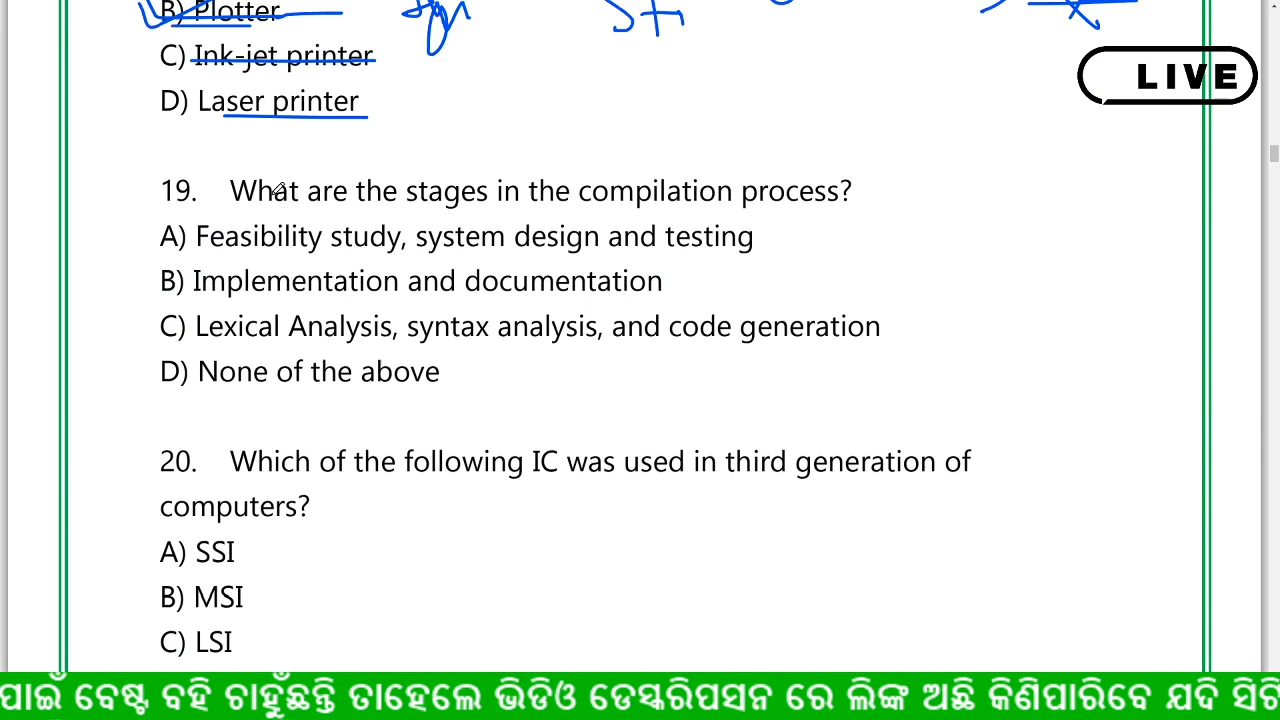 B) Plotter
C) Ink-jet printer
D) Laser printer
LIVE
19. What are the stages in the compilation process?
A) Feasibility study, system design and testing
B) Implementation and documentation
C) Lexical Analysis, syntax analysis, and code generation
D) None of the above
20. Which of the following IC was used in third generation of
computers?
A) SSI
B) MSI
C) LSI
ପାଇଁ ବେଷ୍ଟ ବହି ଚାହୁଁଛନ୍ତି ତାହେଲେ ଭିଡିଓ ଡେସ୍କରିପସନ ରେ ଲିଙ୍କ ଅଛି କିଣିପାରିବେ ଯଦି